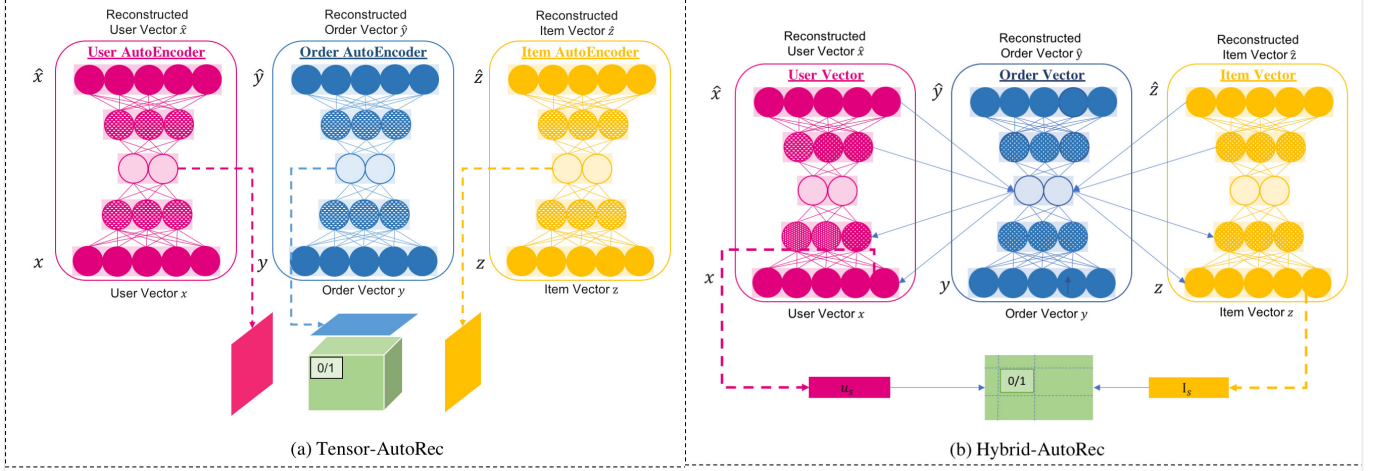 Reconstructed
User Vector x̂
Reconstructed
Order Vector ŷ
Reconstructed
Item Vector ẑ
User AutoEncoder
Order AutoEncoder
Item AutoEncoder
x̂
ŷ
ẑ
x
y
z
User Vector x
Order Vector y
Item Vector z
0/1
(a) Tensor-AutoRec
Reconstructed
User Vector x̂
Reconstructed
Order Vector ŷ
Reconstructed
Item Vector ẑ
User Vector
Order Vector
Item Vector
x̂
ŷ
ẑ
x
y
z
User Vector x
Order Vector y
Item Vector z
u_s
0/1
I_s
(b) Hybrid-AutoRec